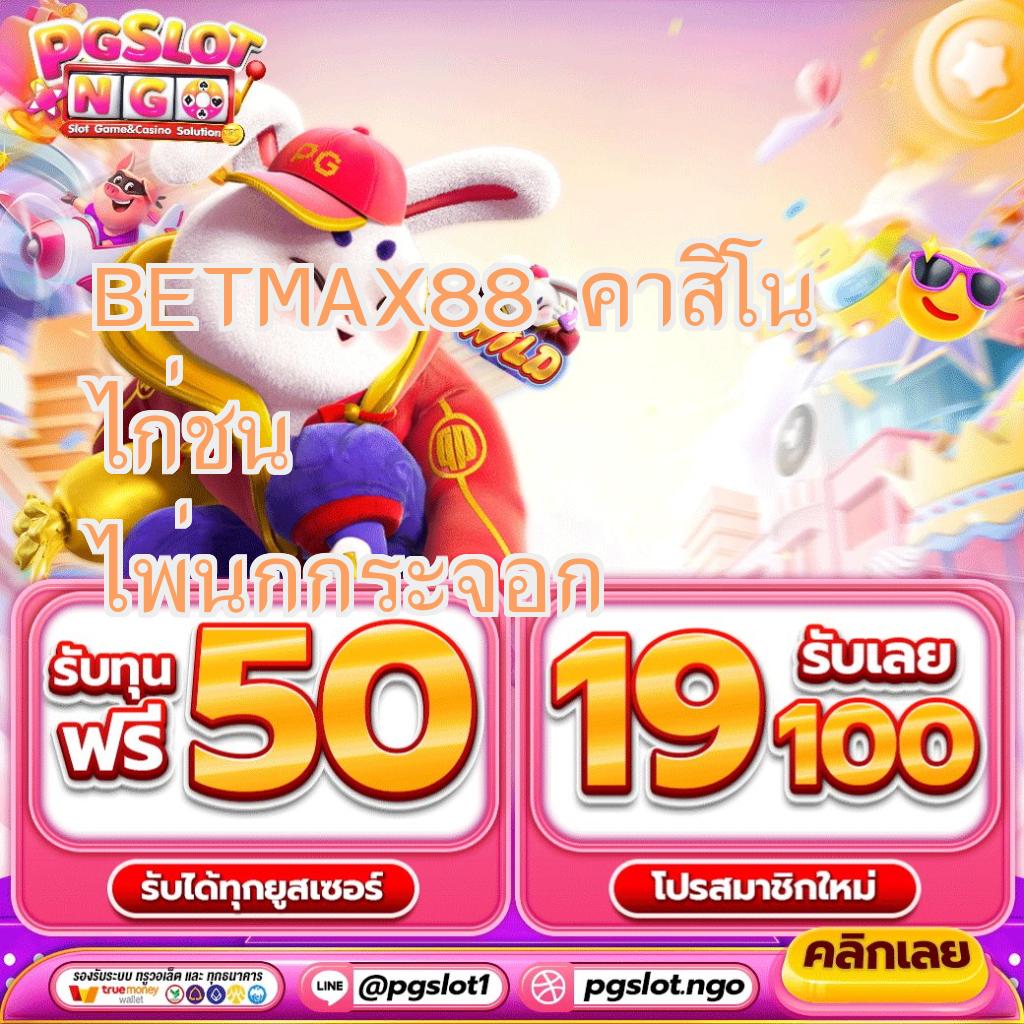 PGSLOT
NGO
Slot Game&Casino Solution
PG
BETMAX88 คาสิโน
WILD
ไก่ชน
ไพ่นกกระจอก
รับทุน
ฟรี 50
19 รับเลย
100
รับได้ทุกยูสเซอร์
โปรสมาชิกใหม่
คลิกเลย
รองรับระบบ ทรูวอเล็ต และ ทุกธนาคาร
truemoney
wallet
LINE @pgslot1
pgslot.ngo